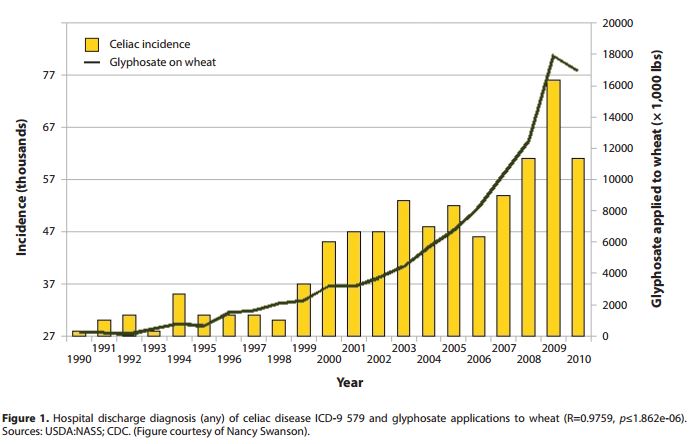 Celiac incidence
Glyphosate on wheat
Incidence (thousands)
77
67
57
47
37
27
20000
18000
16000
14000
12000
10000
8000
6000
4000
2000
0
Glyphosate applied to wheat (× 1,000 lbs)
1991 1993 1995 1997 1999 2001 2003 2005 2007 2009
1990 1992 1994 1996 1998 2000 2002 2004 2006 2008 2010
Year
Figure 1. Hospital discharge diagnosis (any) of celiac disease ICD-9 579 and glyphosate applications to wheat (R=0.9759, p≤1.862e-06).
Sources: USDA:NASS; CDC. (Figure courtesy of Nancy Swanson).